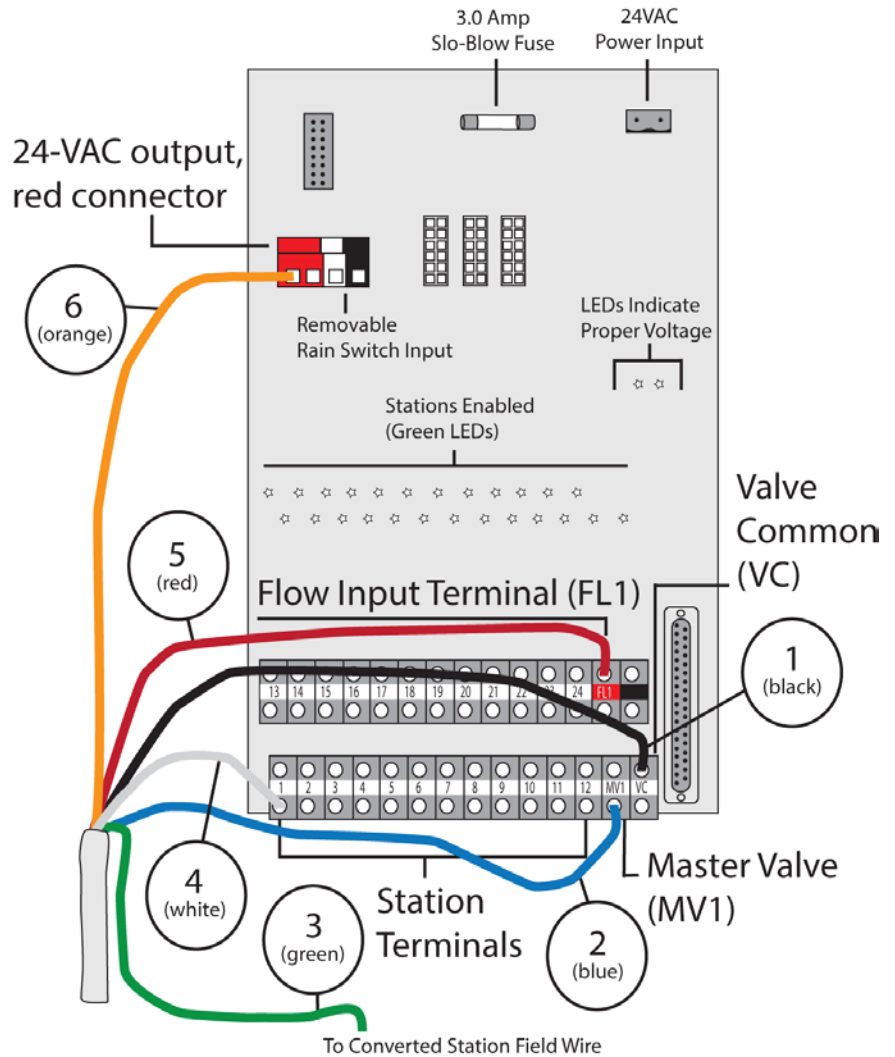 3.0 Amp
Slo-Blow Fuse
24VAC
Power Input
24-VAC output,
red connector
6
(orange)
Removable
Rain Switch Input
LEDs Indicate
Proper Voltage
Stations Enabled
(Green LEDs)
Valve
Common
(VC)
5
(red)
Flow Input Terminal (FL1)
1
(black)
13 14 15 16 17 18 19 20 21 22 23 24 FL1
1 2 3 4 5 6 7 8 9 10 11 12 MV1 VC
4
(white)
Station
Terminals
Master Valve
(MV1)
3
(green)
2
(blue)
To Converted Station Field Wire